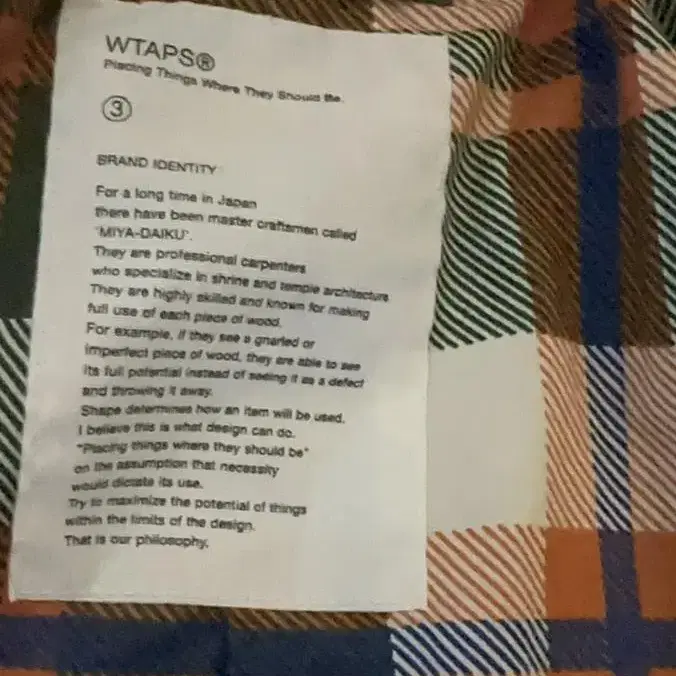 WTAPS®
Placing Things Where They Should Be.
③
BRAND IDENTITY
For a long time in Japan
there have been master craftsmen called
'MIYA-DAIKU'.
They are professional carpenters
who specialize in shrine and temple architecture
They are highly skilled and known for making
full use of each piece of wood.
For example, if they see a gnarled or
imperfect piece of wood, they are able to see
its full potential instead of seeing it as a defect
and throwing it away.
Shape determines how an item will be used.
I believe this is what design can do.
"Placing things where they should be"
on the assumption that necessity
would dictate its use.
Try to maximize the potential of things
within the limits of the design.
That is our philosophy.